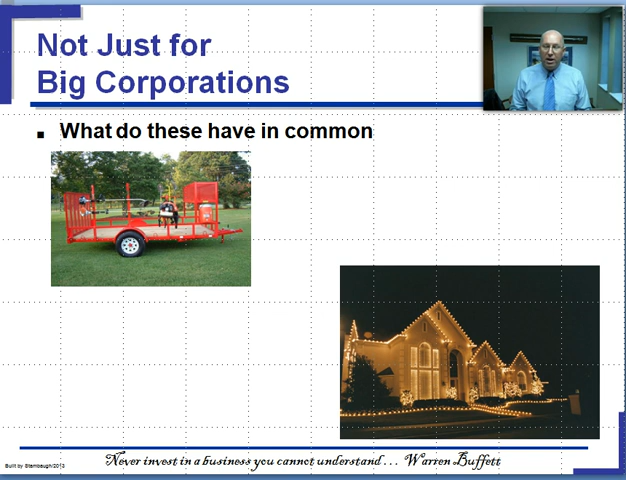 Not Just for
Big Corporations
What do these have in common
Never invest in a business you cannot understand … Warren Buffett
Built by Stambaugh/2013